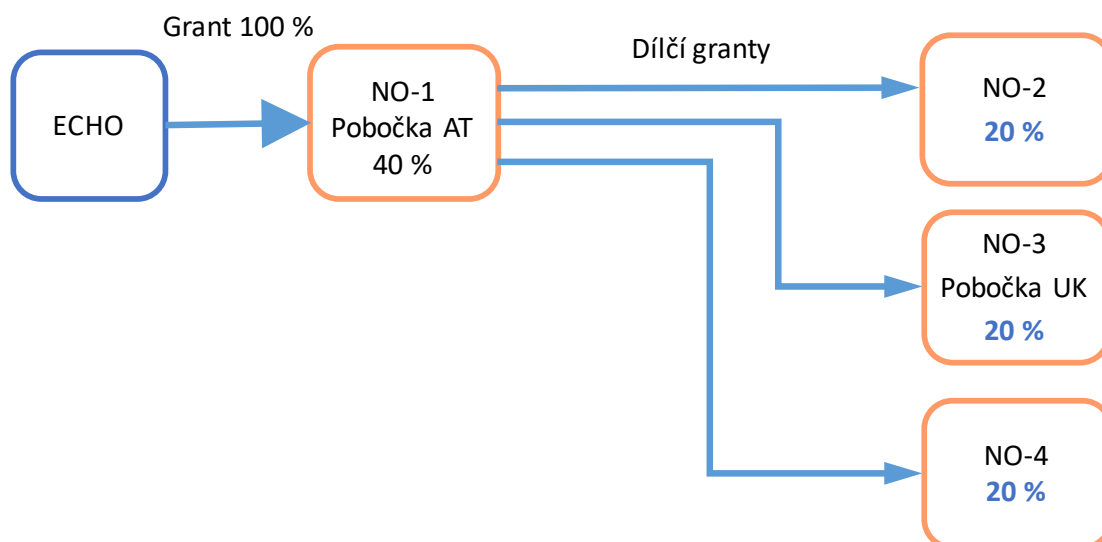 Grant 100 %
ECHO
NO-1
Pobočka AT
40 %
Dílčí granty
NO-2
20 %
NO-3
Pobočka UK
20 %
NO-4
20 %